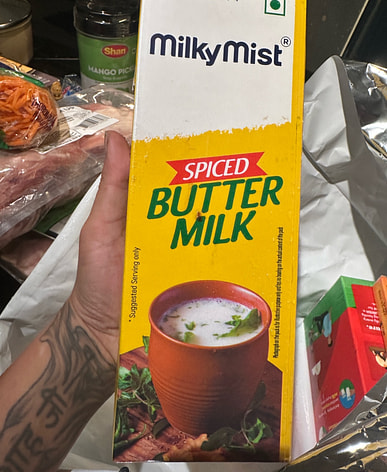 Shan
MANGO PICK
MilkyMist®
SPICED
BUTTER
MILK
* Suggested Serving only